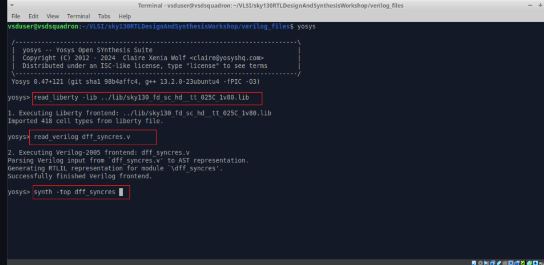 Terminal - vsduser@vsdsquadron:~/VLSI/sky130RTLDesignAndSynthesisWorkshop/verilog_files
File Edit View Terminal Tabs Help
vsduser@vsdsquadron:~/VLSI/sky130RTLDesignAndSynthesisWorkshop/verilog_files$ yosys
/----------------------------------------------------------------------------\
| yosys -- Yosys Open SYnthesis Suite |
| Copyright (C) 2012 - 2024 Claire Xenia Wolf <claire@yosyshq.com> |
| Distributed under an ISC-like license, type "license" to see terms |
\----------------------------------------------------------------------------/
Yosys 0.47+121 (git sha1 98b4affc4, g++ 13.2.0-23ubuntu4 -fPIC -O3)
yosys> read_liberty -lib ../lib/sky130_fd_sc_hd__tt_025C_1v80.lib
1. Executing Liberty frontend: ../lib/sky130_fd_sc_hd__tt_025C_1v80.lib
Imported 418 cell types from liberty file.
yosys> read_verilog dff_syncres.v
2. Executing Verilog-2005 frontend: dff_syncres.v
Parsing Verilog input from `dff_syncres.v' to AST representation.
Generating RTLIL representation for module `\dff_syncres'.
Successfully finished Verilog frontend.
yosys> synth -top dff_syncres